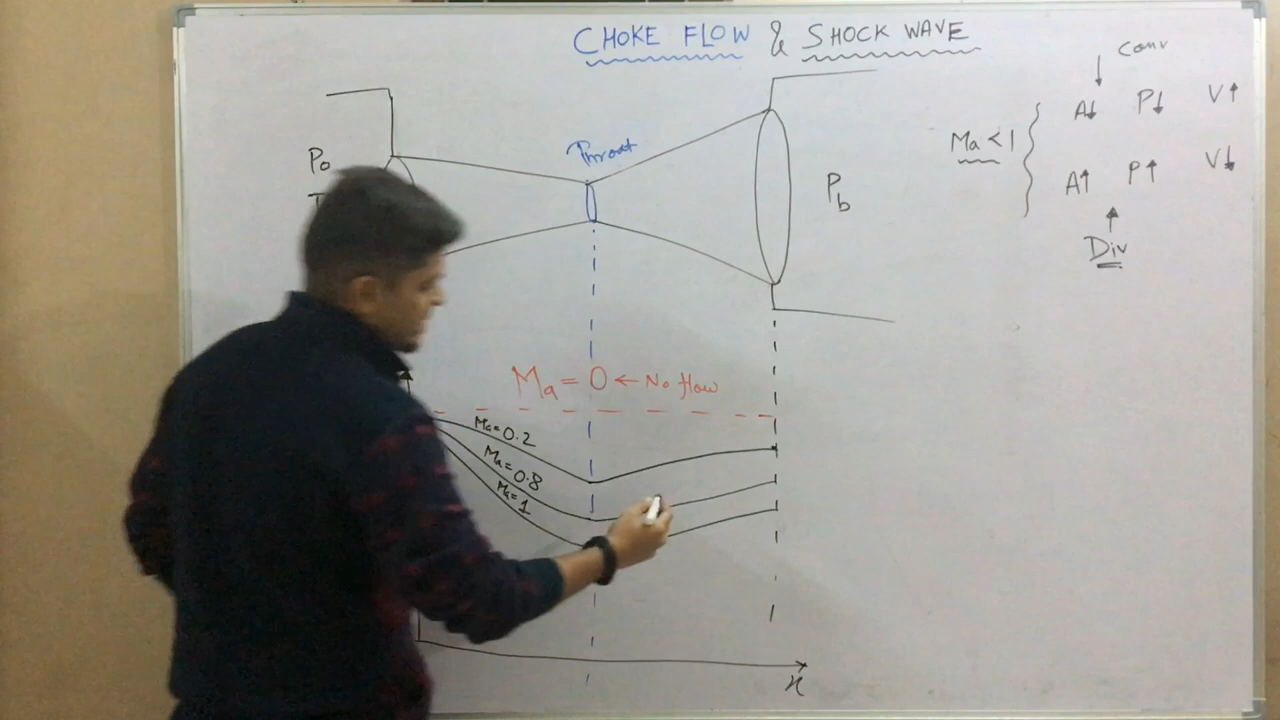 CHOKE FLOW & SHOCK WAVE
Conv
A↓ P↓ V↑
Ma < 1
A↑ P↑ V↓
Div
Throat
Po
Pb
Ma = 0 ← No flow
Ma=0.2
Ma=0.8
Ma=1
x